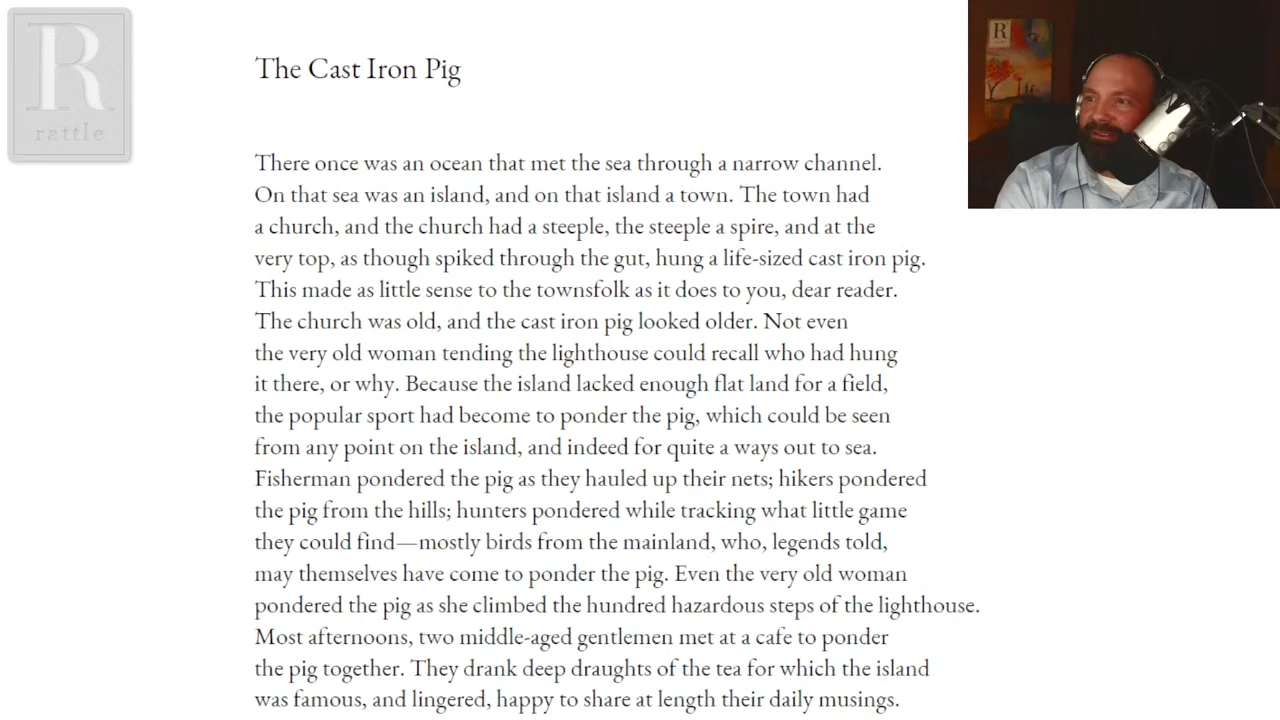 R
rattle
The Cast Iron Pig
There once was an ocean that met the sea through a narrow channel.
On that sea was an island, and on that island a town. The town had
a church, and the church had a steeple, the steeple a spire, and at the
very top, as though spiked through the gut, hung a life-sized cast iron pig.
This made as little sense to the townsfolk as it does to you, dear reader.
The church was old, and the cast iron pig looked older. Not even
the very old woman tending the lighthouse could recall who had hung
it there, or why. Because the island lacked enough flat land for a field,
the popular sport had become to ponder the pig, which could be seen
from any point on the island, and indeed for quite a ways out to sea.
Fisherman pondered the pig as they hauled up their nets; hikers pondered
the pig from the hills; hunters pondered while tracking what little game
they could find—mostly birds from the mainland, who, legends told,
may themselves have come to ponder the pig. Even the very old woman
pondered the pig as she climbed the hundred hazardous steps of the lighthouse.
Most afternoons, two middle-aged gentlemen met at a cafe to ponder
the pig together. They drank deep draughts of the tea for which the island
was famous, and lingered, happy to share at length their daily musings.